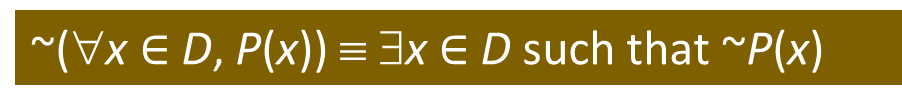 ~(∀x ∈ D, P(x)) ≡ ∃x ∈ D such that ~P(x)